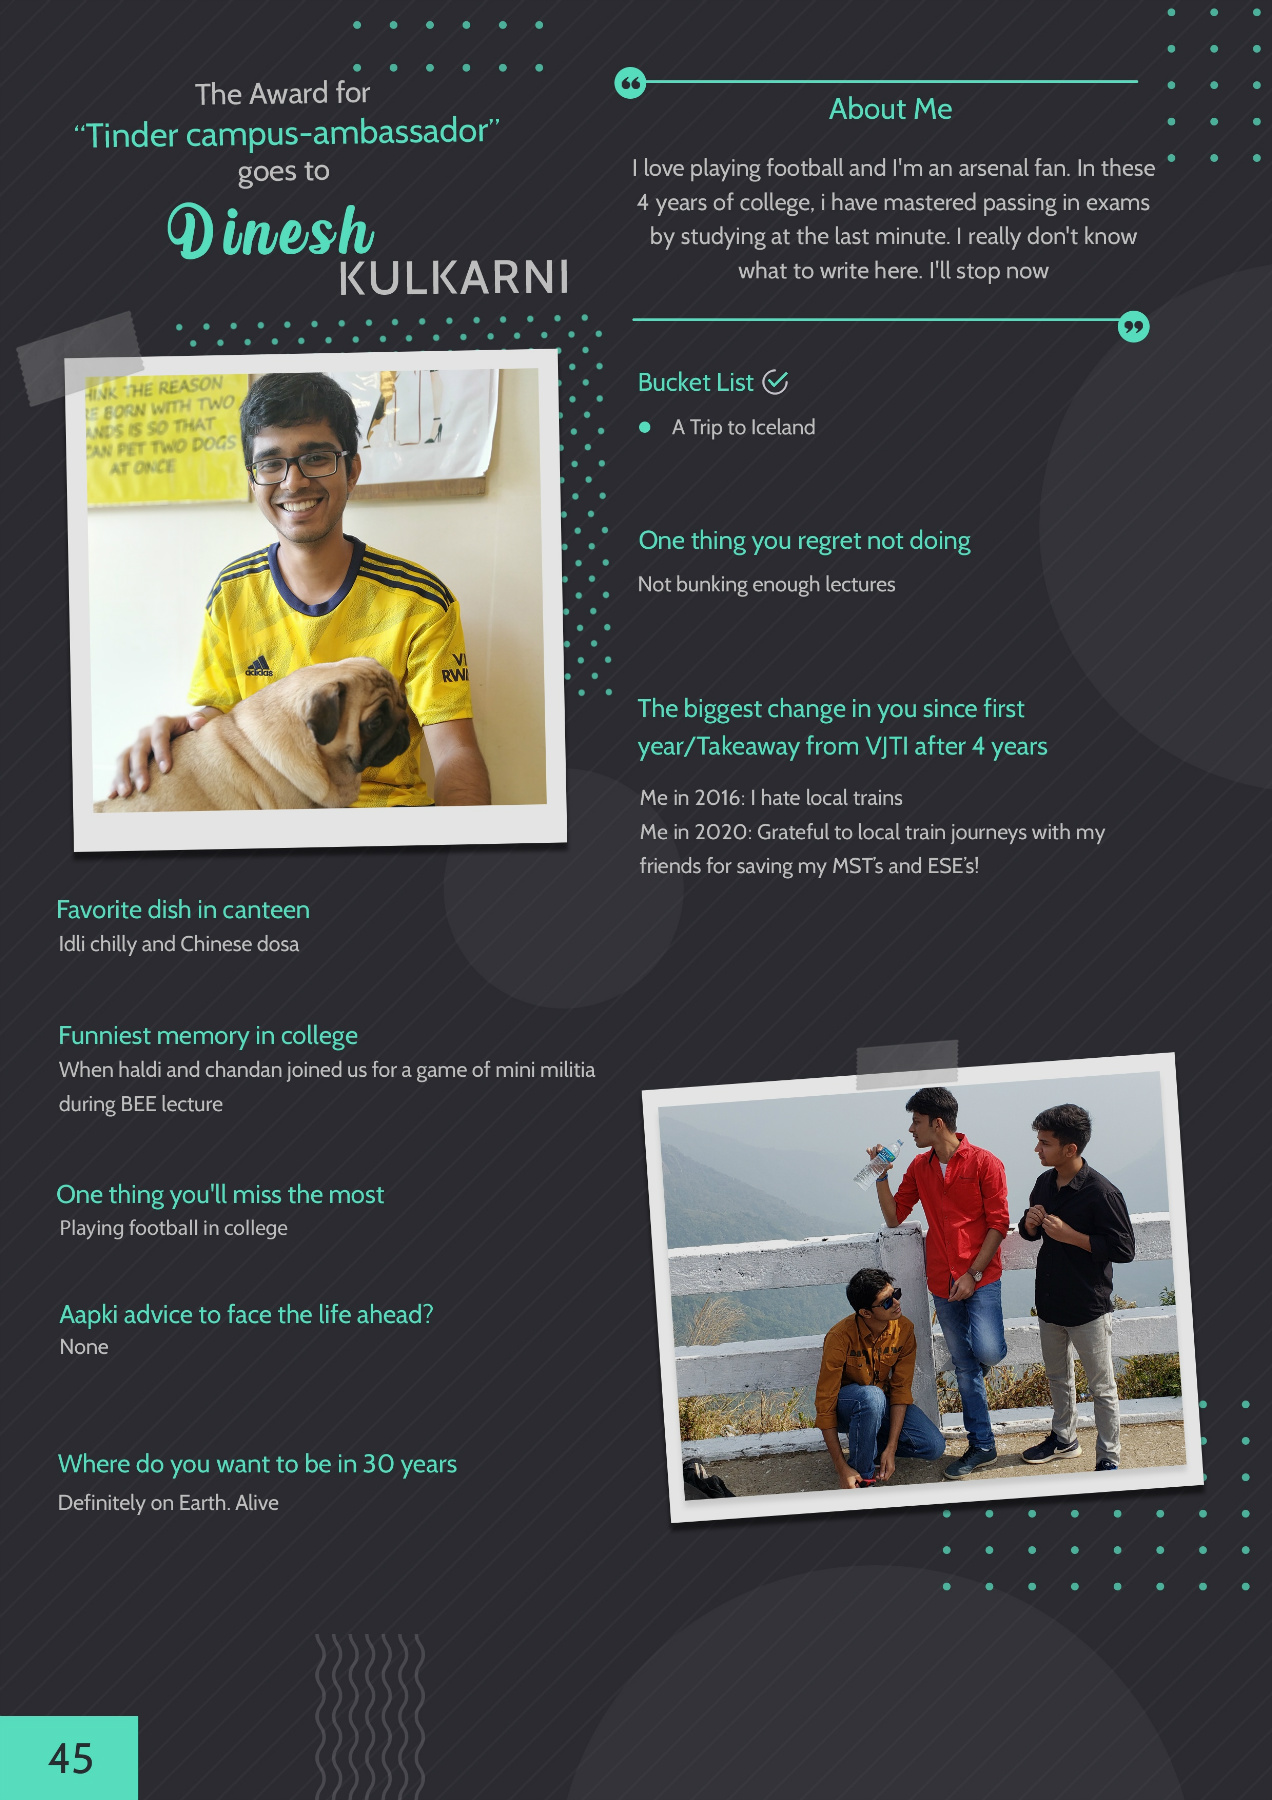 The Award for
“Tinder campus-ambassador”
goes to
Dinesh
KULKARNI
HINK THE REASON
E BORN WITH TWO
ANDS IS SO THAT
CAN PET TWO DOGS
AT ONCE
adidas
VI
RWA
Favorite dish in canteen
Idli chilly and Chinese dosa
Funniest memory in college
When haldi and chandan joined us for a game of mini militia
during BEE lecture
One thing you'll miss the most
Playing football in college
Aapki advice to face the life ahead?
None
Where do you want to be in 30 years
Definitely on Earth. Alive
“
About Me
I love playing football and I'm an arsenal fan. In these
4 years of college, i have mastered passing in exams
by studying at the last minute. I really don't know
what to write here. I'll stop now
”
Bucket List
A Trip to Iceland
One thing you regret not doing
Not bunking enough lectures
The biggest change in you since first
year/Takeaway from VJTI after 4 years
Me in 2016: I hate local trains
Me in 2020: Grateful to local train journeys with my
friends for saving my MST's and ESE's!
45